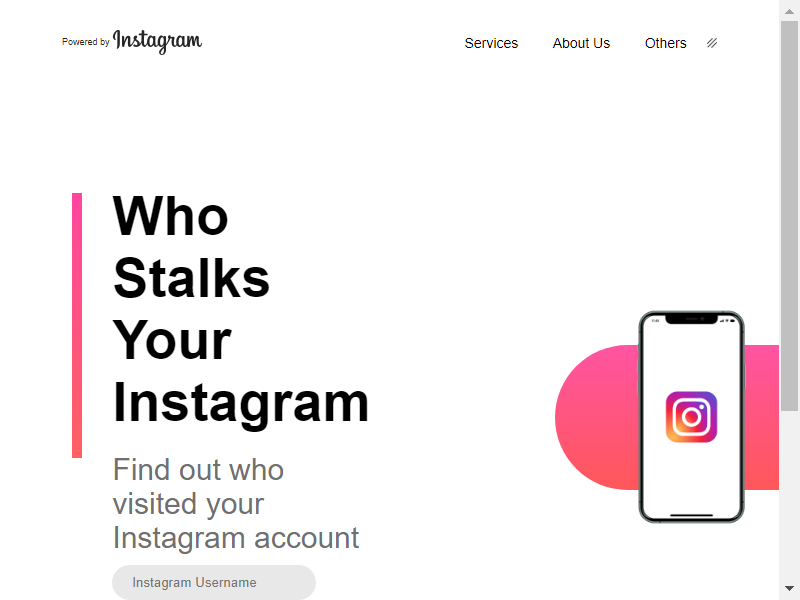 Powered by Instagram
Services About Us Others
Who
Stalks
Your
Instagram
Find out who
visited your
Instagram account
Instagram Username